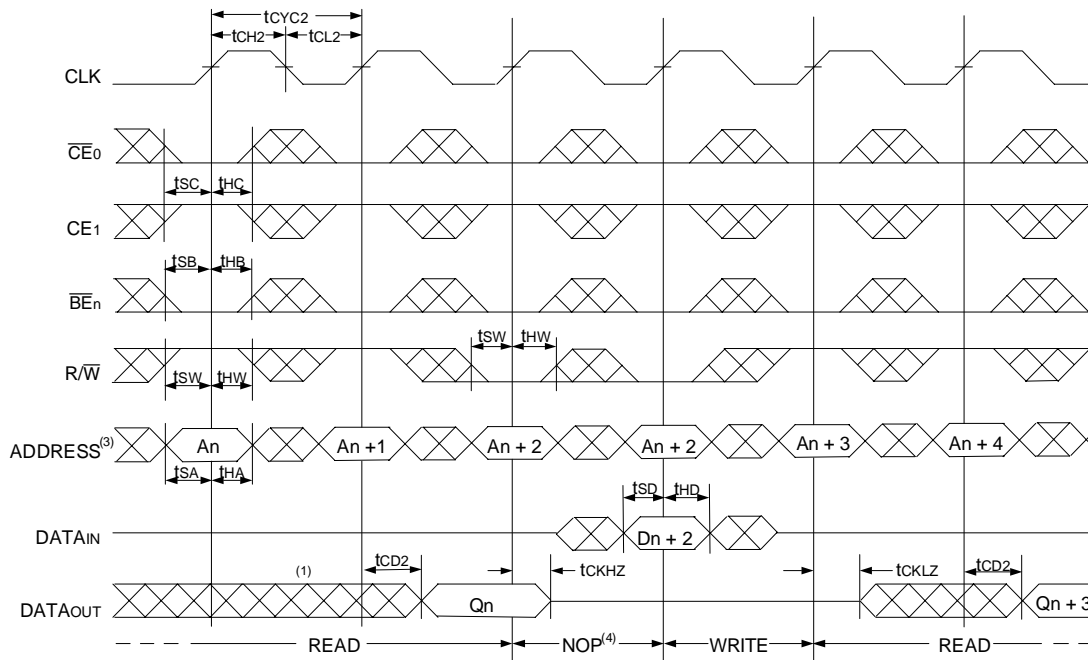 tCYC2
tCH2 tCL2
CLK
CE0
tSC tHC
CE1
tSB tHB
BEn
tSW tHW
R/W
tSW tHW
ADDRESS(3) An An +1 An + 2 An + 2 An + 3 An + 4
tSA tHA
tSD tHD
DATAIN Dn + 2
(1) tCD2 tCKHZ tCKLZ tCD2
DATAOUT Qn Qn + 3
READ NOP(4) WRITE READ